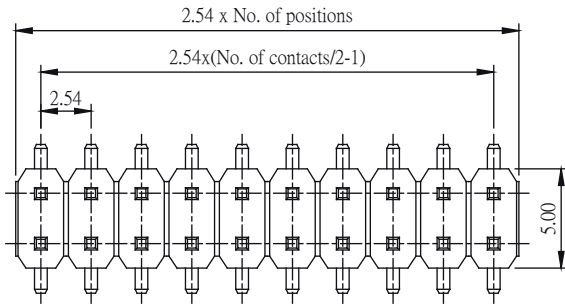 2.54 x No. of positions
2.54x(No. of contacts/2-1)
2.54
5.00